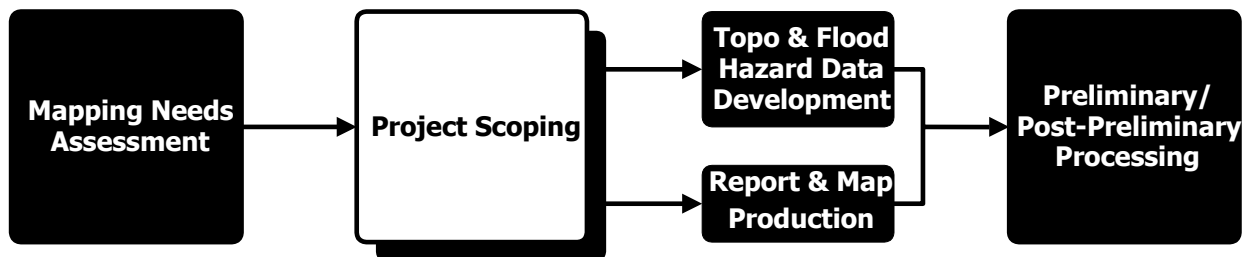 Mapping Needs
Assessment
Project Scoping
Topo & Flood
Hazard Data
Development
Report & Map
Production
Preliminary/
Post-Preliminary
Processing